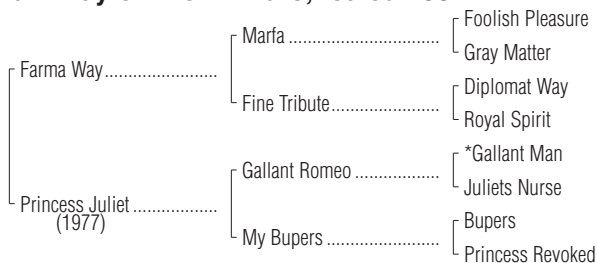 Foolish Pleasure
Marfa ..............................
Gray Matter
Farma Way......................
Diplomat Way
Fine Tribute......................
Royal Spirit
*Gallant Man
Gallant Romeo .................
Juliets Nurse
Princess Juliet .................
(1977)
Bupers
My Bupers .......................
Princess Revoked